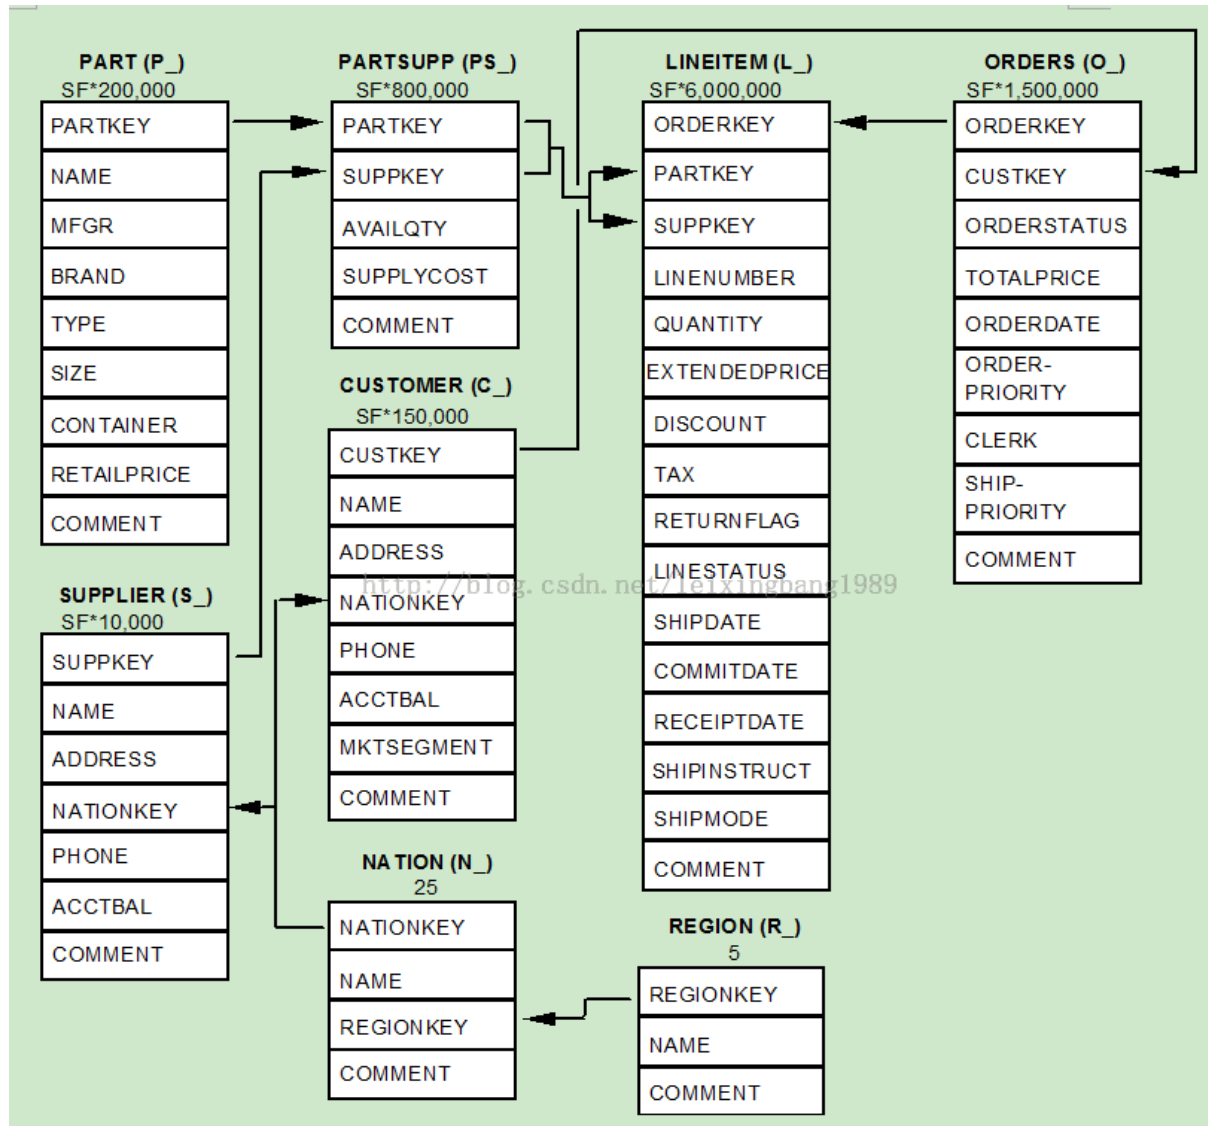 PART (P_)
SF*200,000
PARTKEY
NAME
MFGR
BRAND
TYPE
SIZE
CONTAINER
RETAILPRICE
COMMENT
SUPPLIER (S_)
SF*10,000
SUPPKEY
NAME
ADDRESS
NATIONKEY
PHONE
ACCTBAL
COMMENT
PARTSUPP (PS_)
SF*800,000
PARTKEY
SUPPKEY
AVAILQTY
SUPPLYCOST
COMMENT
CUSTOMER (C_)
SF*150,000
CUSTKEY
NAME
ADDRESS
NATIONKEY
PHONE
ACCTBAL
MKTSEGMENT
COMMENT
NATION (N_)
25
NATIONKEY
NAME
REGIONKEY
COMMENT
LINEITEM (L_)
SF*6,000,000
ORDERKEY
PARTKEY
SUPPKEY
LINENUMBER
QUANTITY
EXTENDEDPRICE
DISCOUNT
TAX
RETURNFLAG
LINESTATUS
SHIPDATE
COMMITDATE
RECEIPTDATE
SHIPINSTRUCT
SHIPMODE
COMMENT
REGION (R_)
5
REGIONKEY
NAME
COMMENT
ORDERS (O_)
SF*1,500,000
ORDERKEY
CUSTKEY
ORDERSTATUS
TOTALPRICE
ORDERDATE
ORDER-
PRIORITY
CLERK
SHIP-
PRIORITY
COMMENT
http://blog.csdn.net/leixingbang1989